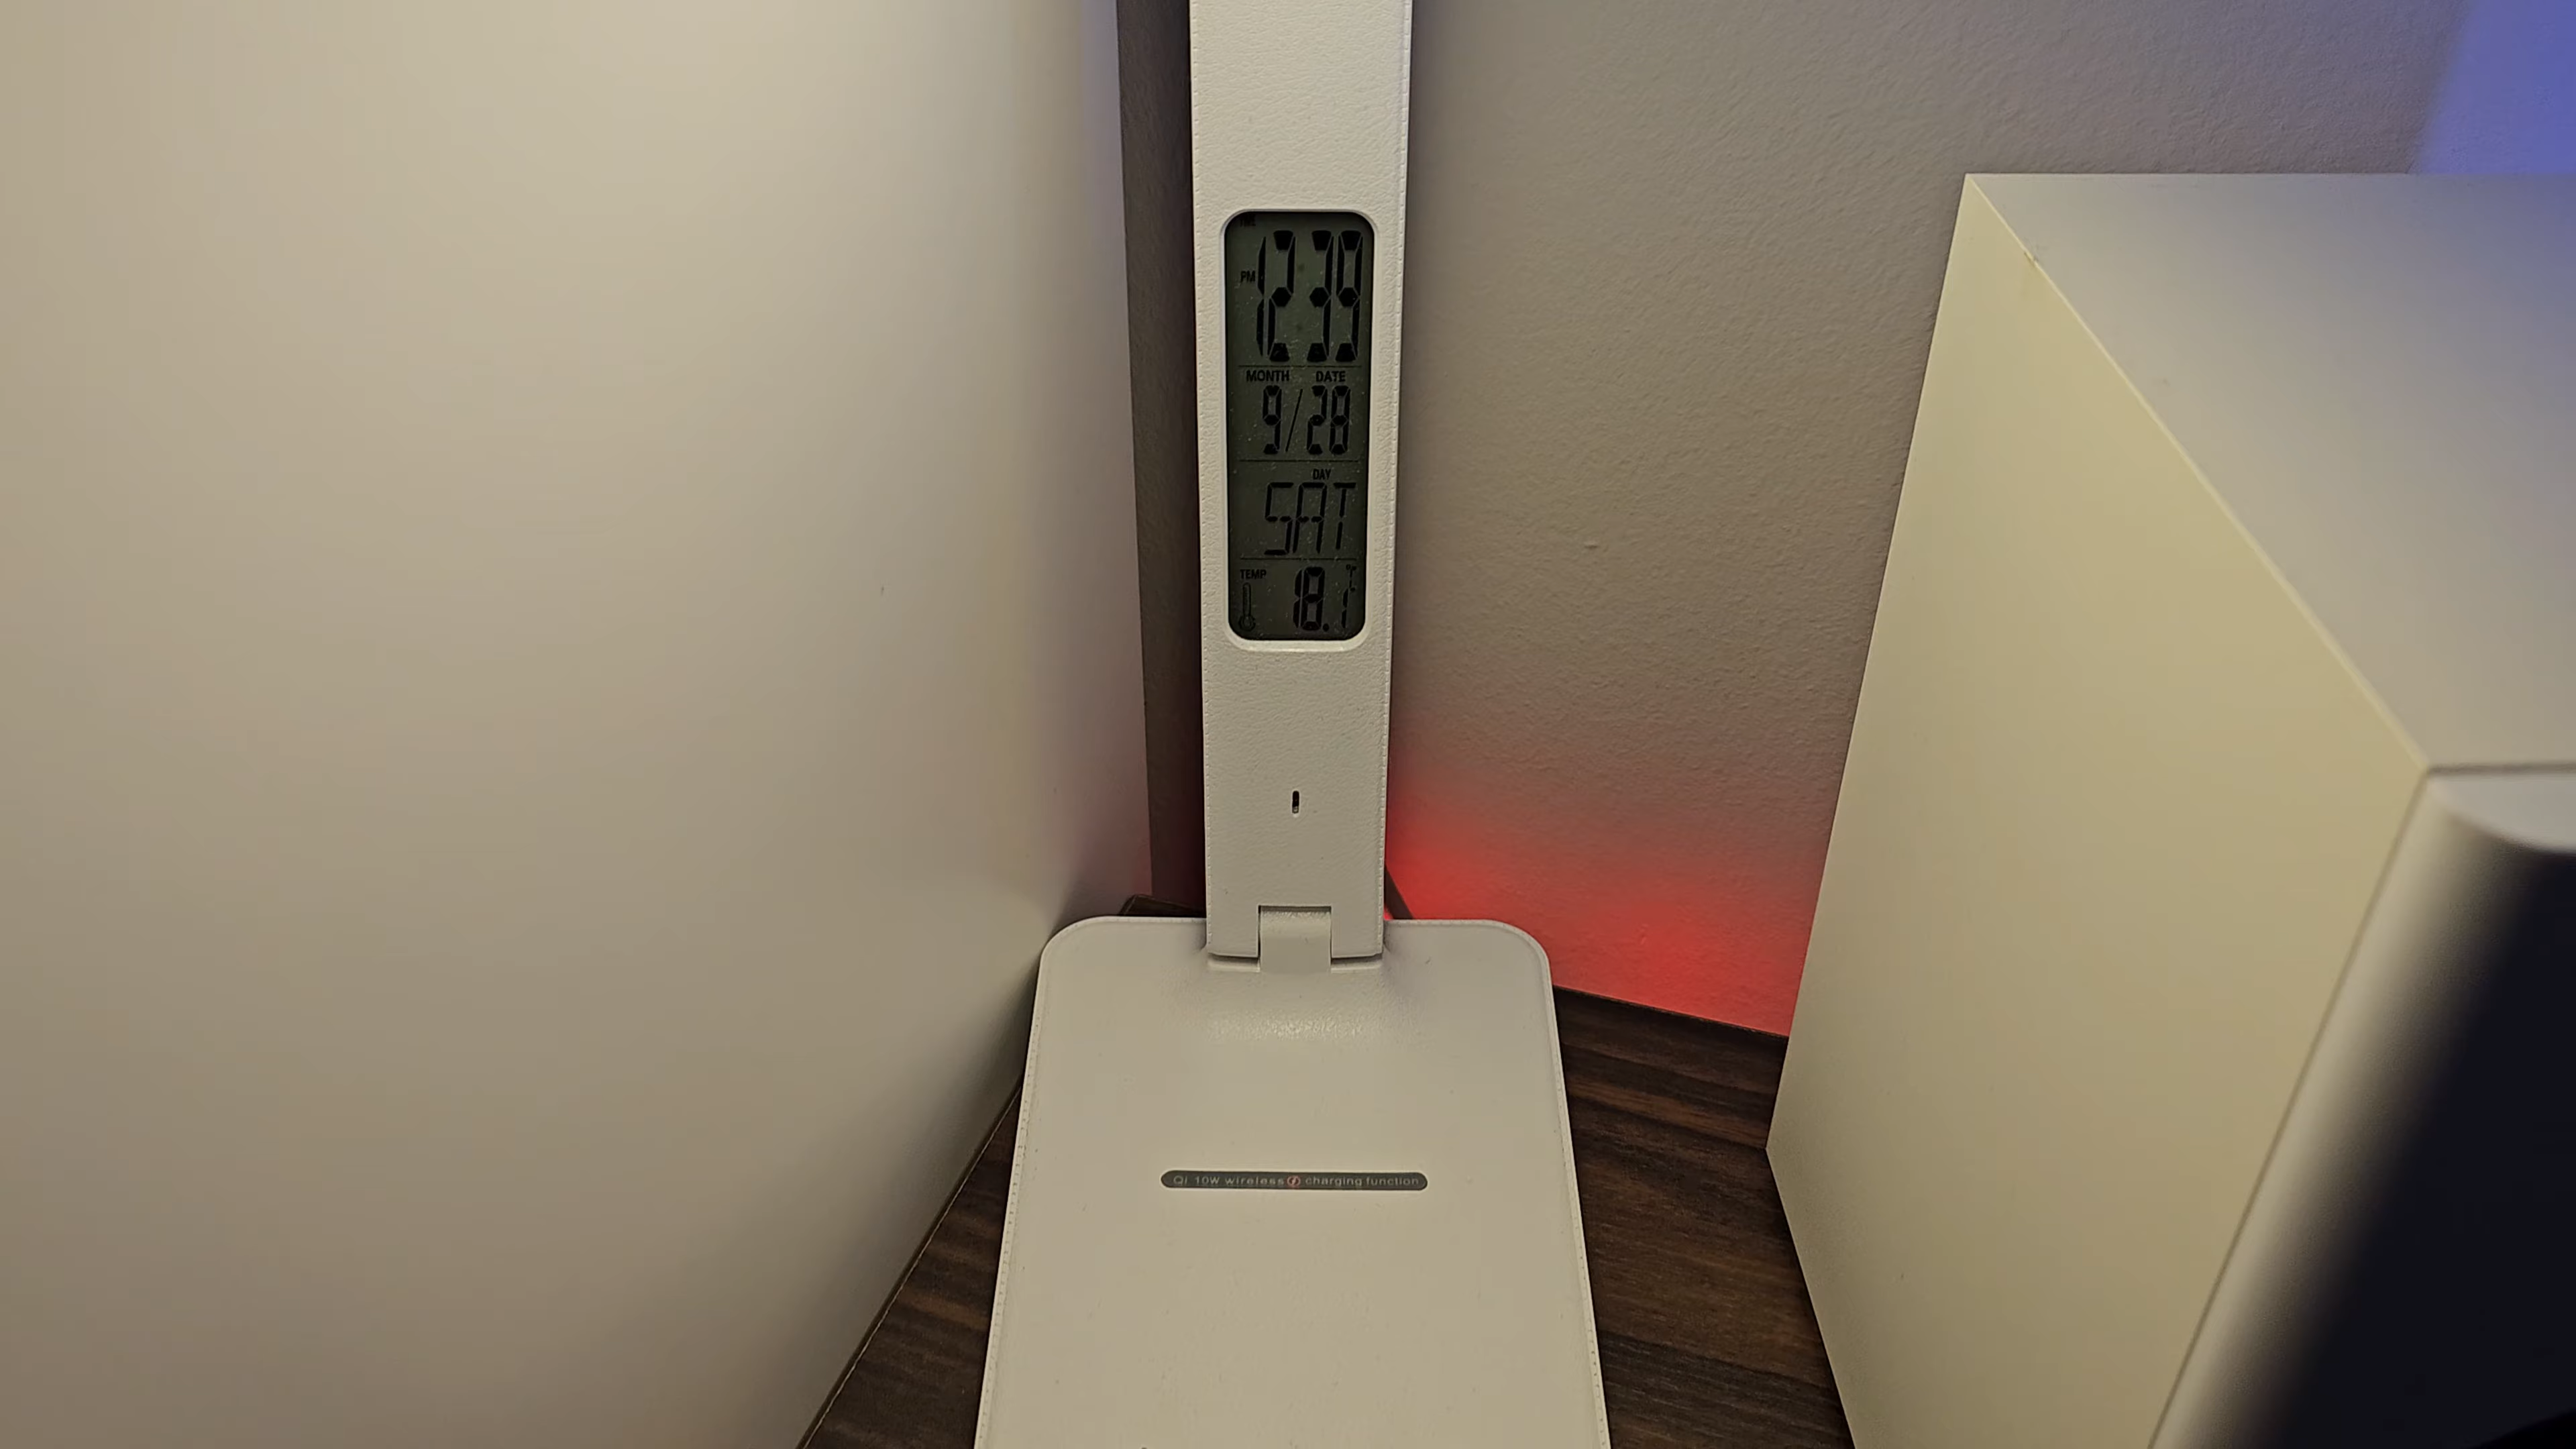 PM 12 39
MONTH DATE
9/28
DAY
SAT
TEMP
18.1
Qi 10W wireless charging function